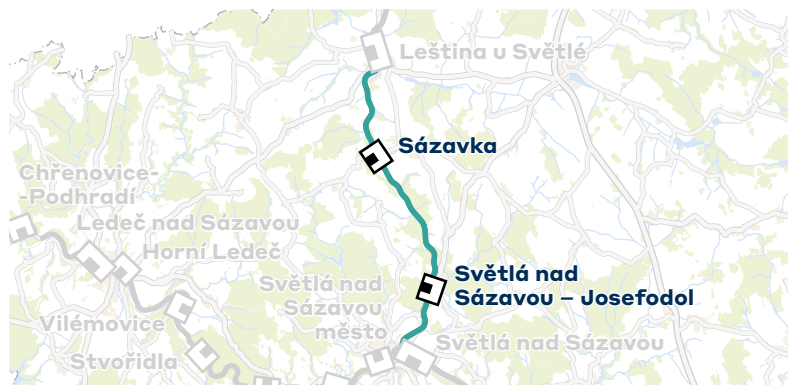 Leština u Světlé
Sázavka
Chřenovice-
-Podhradí
Ledeč nad Sázavou
Horní Ledeč
Světlá nad
Sázavou – Josefodol
Světlá nad
Sázavou
město
Vilémovice
Světlá nad Sázavou
Stvořidla